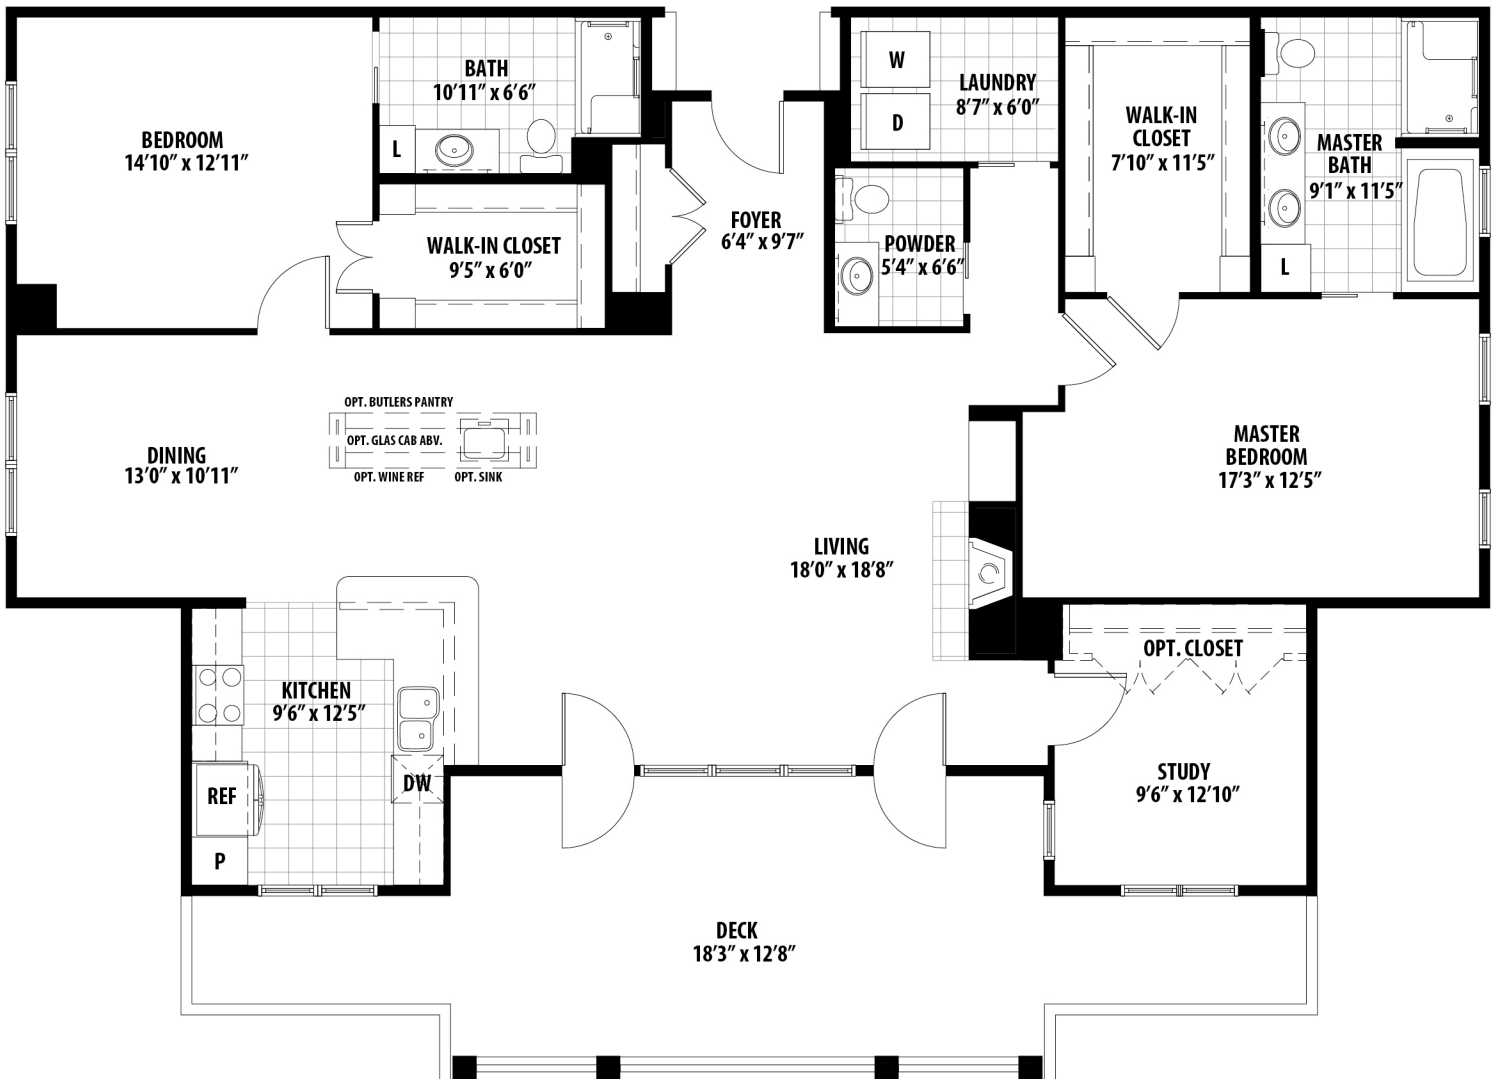 BATH
10'11" x 6'6"
W
D
LAUNDRY
8'7" x 6'0"
WALK-IN
CLOSET
7'10" x 11'5"
MASTER
BATH
9'1" x 11'5"
BEDROOM
14'10" x 12'11"
L
WALK-IN CLOSET
9'5" x 6'0"
FOYER
6'4" x 9'7"
POWDER
5'4" x 6'6"
L
OPT. BUTLERS PANTRY
OPT. GLAS CAB ABV.
OPT. WINE REF
OPT. SINK
DINING
13'0" x 10'11"
MASTER
BEDROOM
17'3" x 12'5"
LIVING
18'0" x 18'8"
OPT. CLOSET
KITCHEN
9'6" x 12'5"
DW
REF
P
STUDY
9'6" x 12'10"
DECK
18'3" x 12'8"